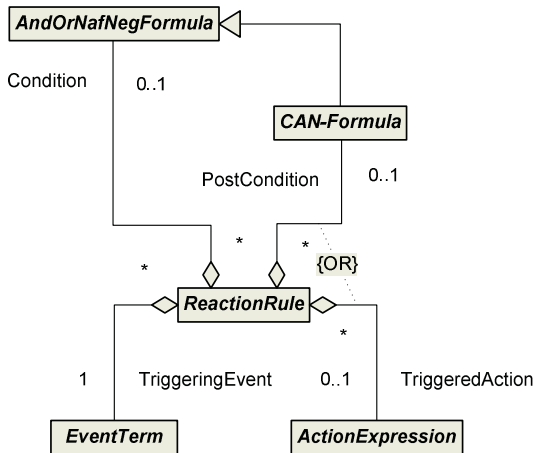 AndOrNafNegFormula
Condition
0..1
CAN-Formula
PostCondition
0..1
*
*
*
{OR}
ReactionRule
*
1
TriggeringEvent
0..1
TriggeredAction
EventTerm
ActionExpression